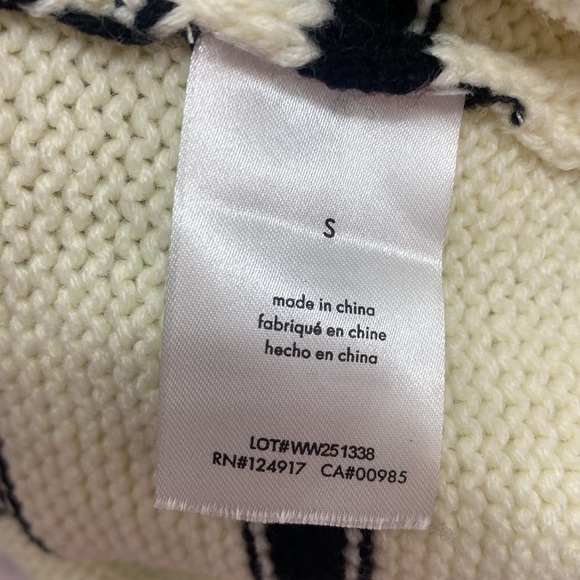 S
made in china
fabriqué en chine
hecho en china
LOT#WW251338
RN#124917 CA#00985